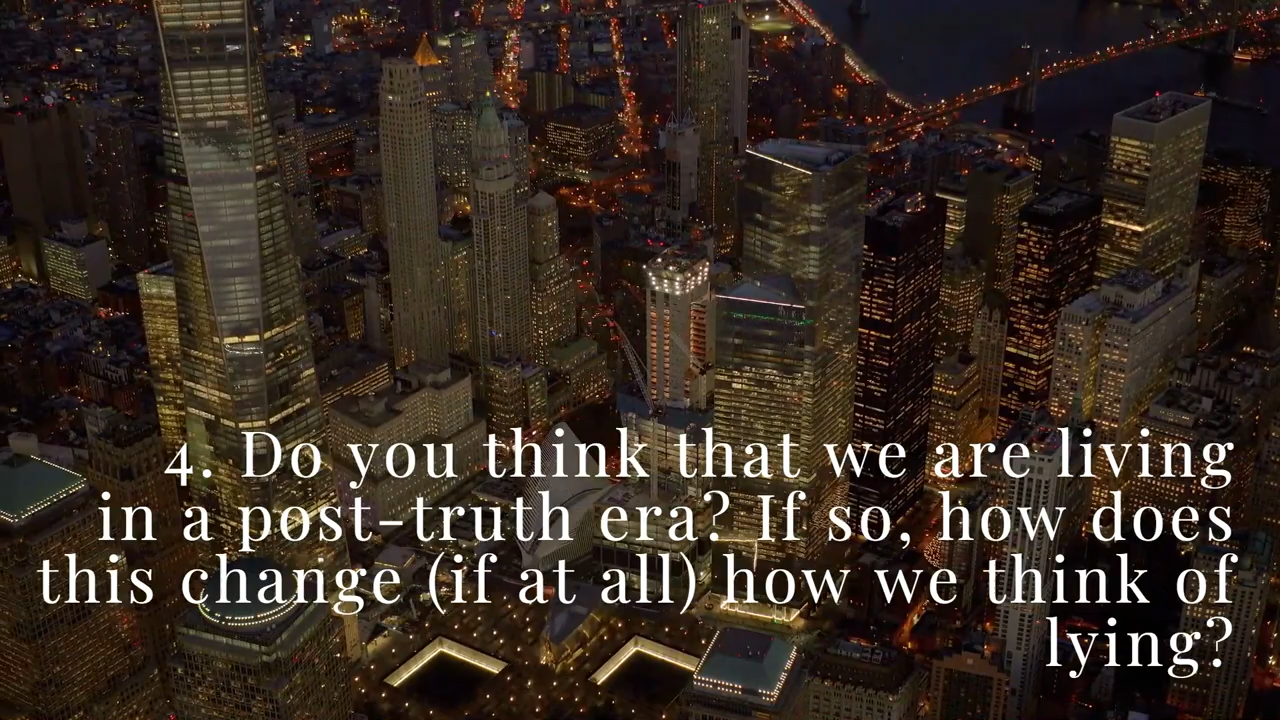 4. Do you think that we are living
in a post-truth era? If so, how does
this change (if at all) how we think of
lying?